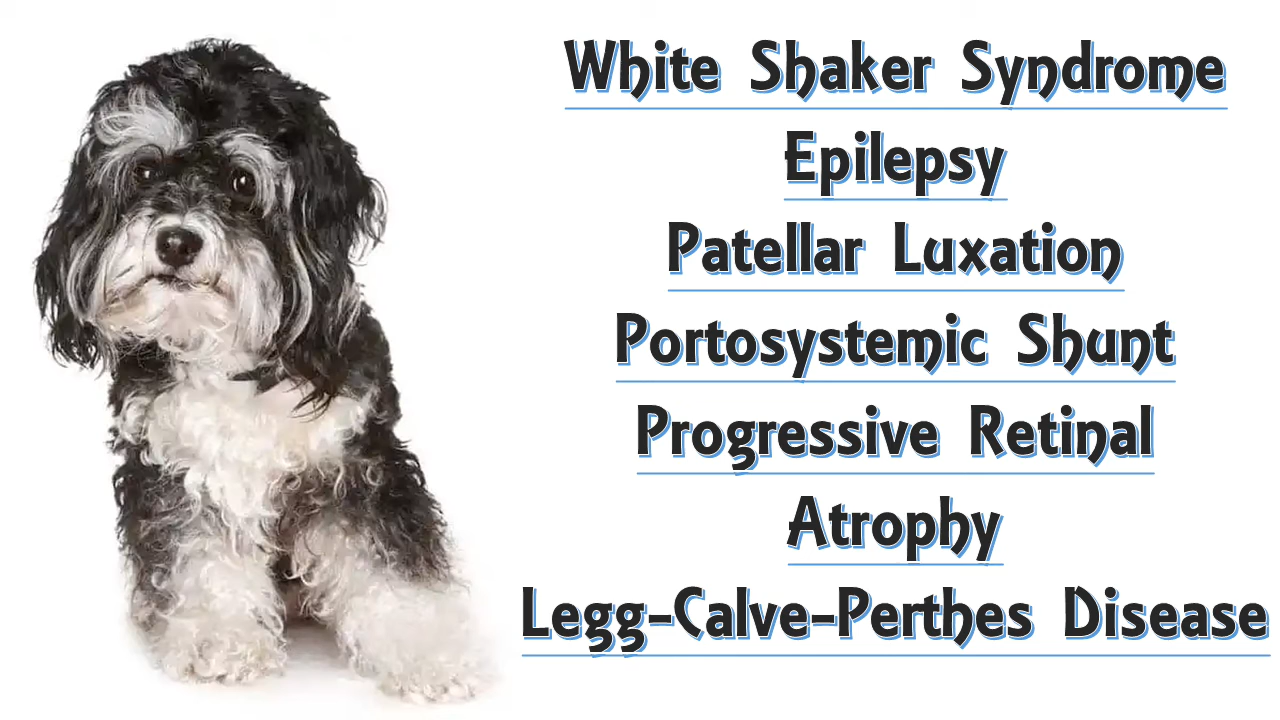 White Shaker Syndrome
Epilepsy
Patellar Luxation
Portosystemic Shunt
Progressive Retinal
Atrophy
Legg-Calve-Perthes Disease